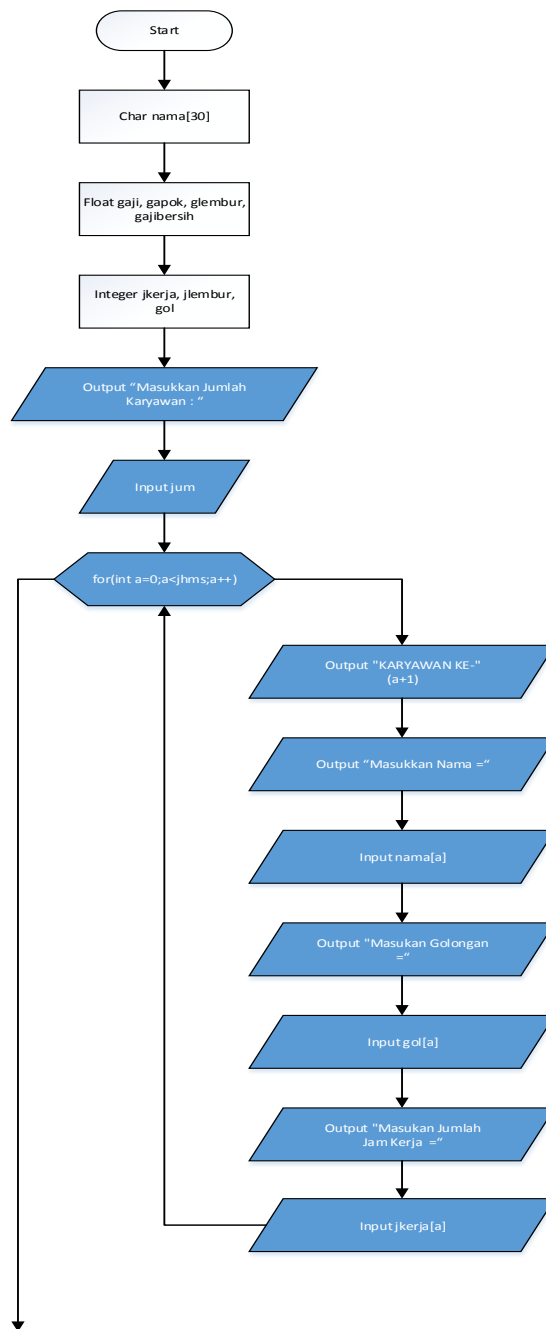 Start
Char nama[30]
Float gaji, gapok, glembur,
gajibersih
Integer jkerja, jlembur,
gol
Output “Masukkan Jumlah
Karyawan : “
Input jum
for(int a=0;a<jhms;a++)
Output "KARYAWAN KE-"
(a+1)
Output “Masukkan Nama =“
Input nama[a]
Output "Masukan Golongan
=“
Input gol[a]
Output "Masukan Jumlah
Jam Kerja  =“
Input jkerja[a]